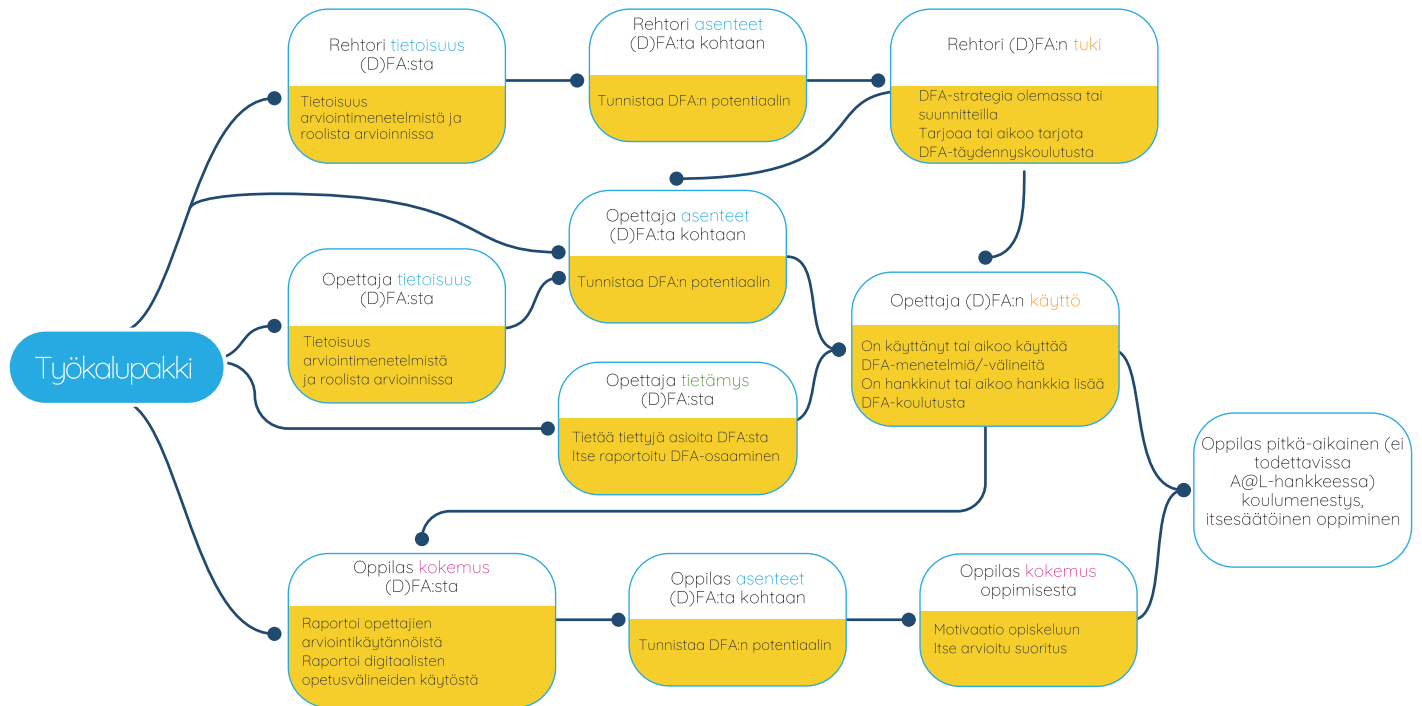 Rehtori tietoisuus
(D)FA:sta
Tietoisuus
arviointimenetelmistä ja
roolista arvioinnissa
Rehtori asenteet
(D)FA:ta kohtaan
Tunnistaa DFA:n potentiaalin
Rehtori (D)FA:n tuki
DFA-strategia olemassa tai
suunnitteilla
Tarjoaa tai aikoo tarjota
DFA-täydennyskoulutusta
Opettaja asenteet
(D)FA:ta kohtaan
Tunnistaa DFA:n potentiaalin
Opettaja tietoisuus
(D)FA:sta
Tietoisuus
arviointimenetelmistä
ja roolista arvioinnissa
Opettaja (D)FA:n käyttö
On käyttänyt tai aikoo käyttää
DFA-menetelmiä/-välineitä
On hankkinut tai aikoo hankkia lisää
DFA-koulutusta
Työkalupakki
Opettaja tietämys
(D)FA:sta
Tietää tiettyjä asioita DFA:sta
Itse raportoitu DFA-osaaminen
Oppilas pitkä-aikainen (ei
todettavissa
A@L-hankkeessa)
koulumenestys,
itsesäätöinen oppiminen
Oppilas kokemus
(D)FA:sta
Raportoi opettajien
arviointikäytännöistä
Raportoi digitaalisten
opetusvälineiden käytöstä
Oppilas asenteet
(D)FA:ta kohtaan
Tunnistaa DFA:n potentiaalin
Oppilas kokemus
oppimisesta
Motivaatio opiskeluun
Itse arvioitu suoritus